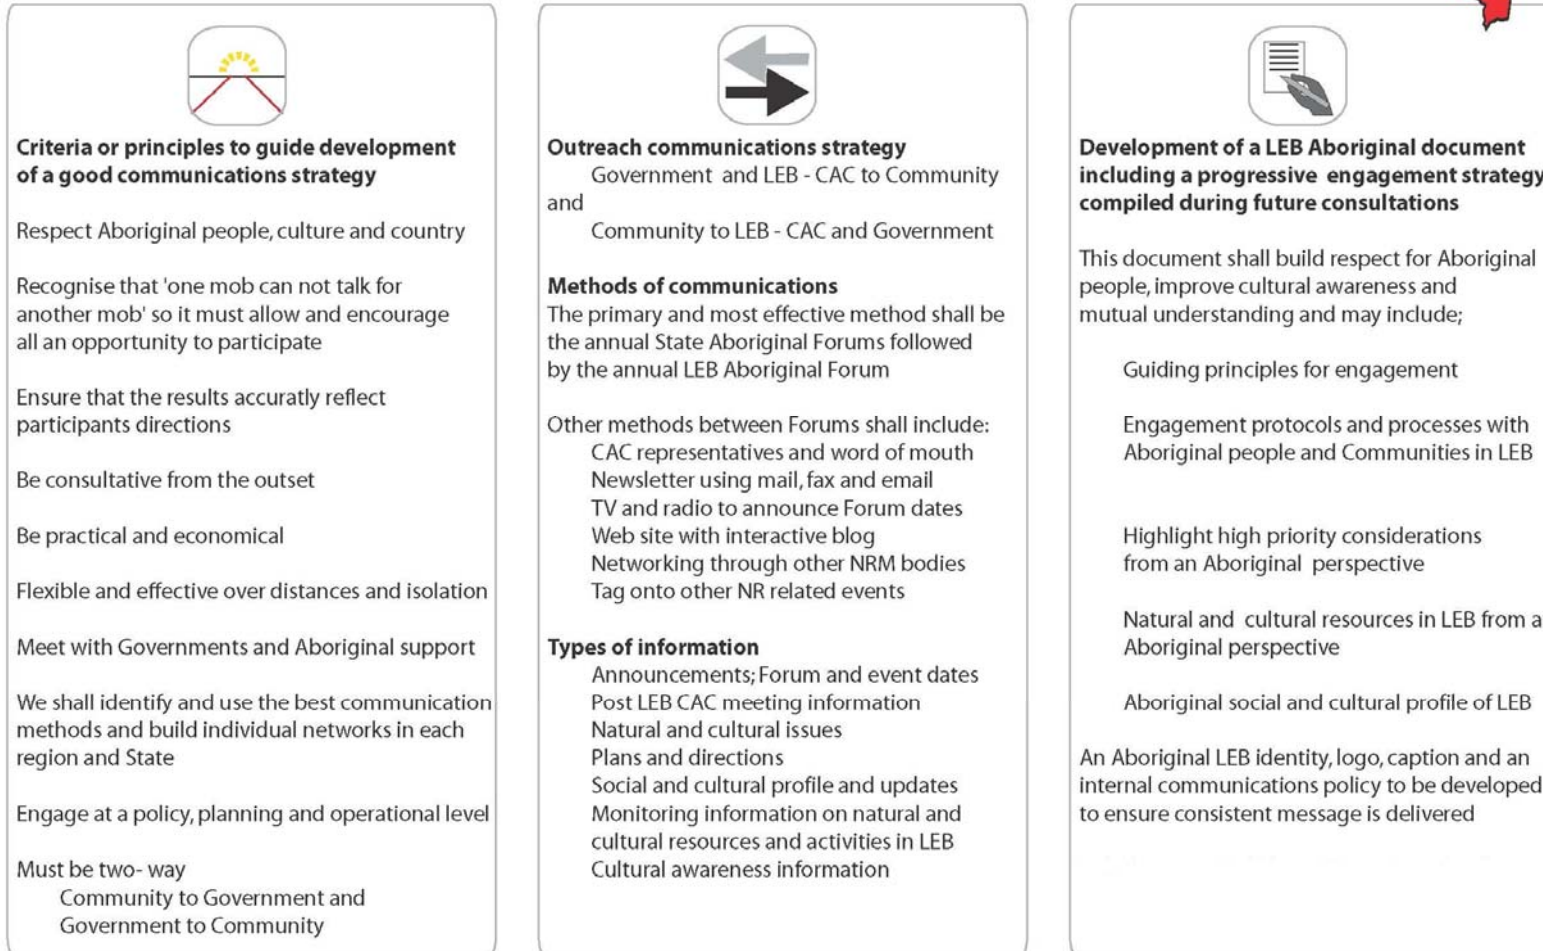 Criteria or principles to guide development
of a good communications strategy
Respect Aboriginal people, culture and country
Recognise that 'one mob can not talk for
another mob' so it must allow and encourage
all an opportunity to participate
Ensure that the results accuratly reflect
participants directions
Be consultative from the outset
Be practical and economical
Flexible and effective over distances and isolation
Meet with Governments and Aboriginal support
We shall identify and use the best communication
methods and build individual networks in each
region and State
Engage at a policy, planning and operational level
Must be two- way
Community to Government and
Government to Community
Outreach communications strategy
Government and LEB - CAC to Community
and
Community to LEB - CAC and Government
Methods of communications
The primary and most effective method shall be
the annual State Aboriginal Forums followed
by the annual LEB Aboriginal Forum
Other methods between Forums shall include:
CAC representatives and word of mouth
Newsletter using mail, fax and email
TV and radio to announce Forum dates
Web site with interactive blog
Networking through other NRM bodies
Tag onto other NR related events
Types of information
Announcements; Forum and event dates
Post LEB CAC meeting information
Natural and cultural issues
Plans and directions
Social and cultural profile and updates
Monitoring information on natural and
cultural resources and activities in LEB
Cultural awareness information
Development of a LEB Aboriginal document
including a progressive engagement strategy
compiled during future consultations
This document shall build respect for Aboriginal
people, improve cultural awareness and
mutual understanding and may include;
Guiding principles for engagement
Engagement protocols and processes with
Aboriginal people and Communities in LEB
Highlight high priority considerations
from an Aboriginal perspective
Natural and cultural resources in LEB from a
Aboriginal perspective
Aboriginal social and cultural profile of LEB
An Aboriginal LEB identity, logo, caption and an
internal communications policy to be developed
to ensure consistent message is delivered